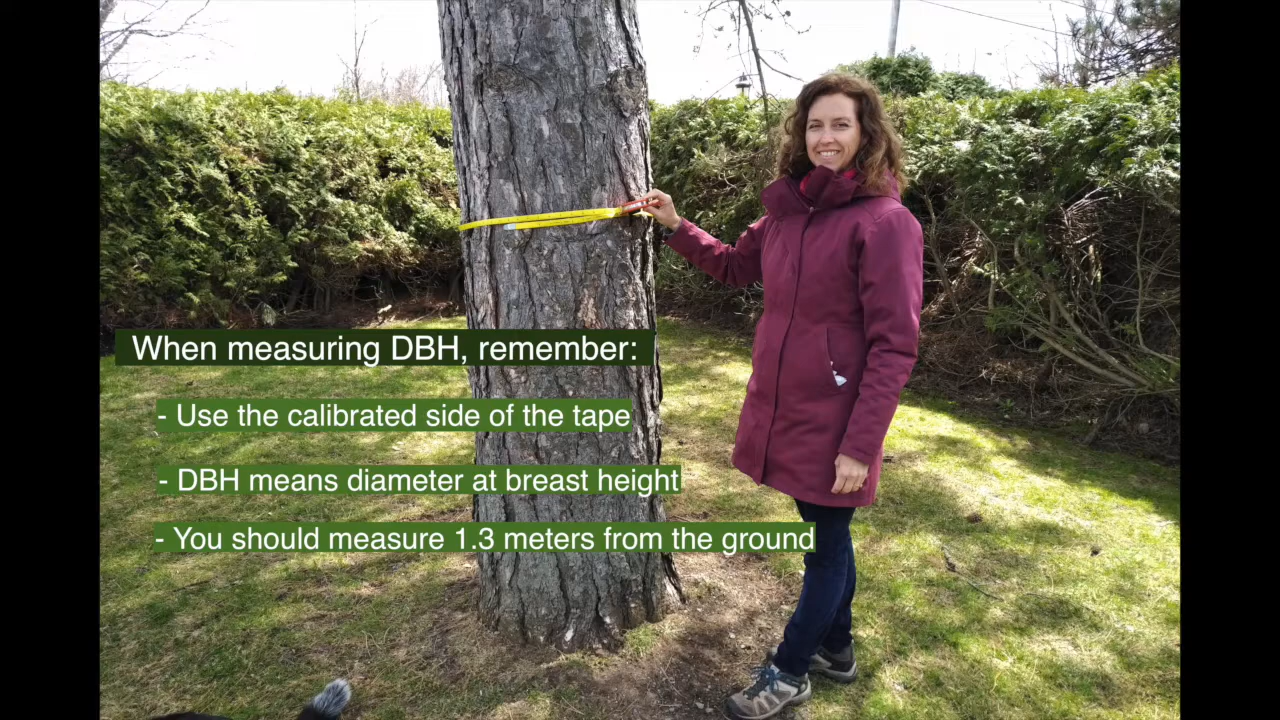 When measuring DBH, remember:
- Use the calibrated side of the tape
- DBH means diameter at breast height
- You should measure 1.3 meters from the ground